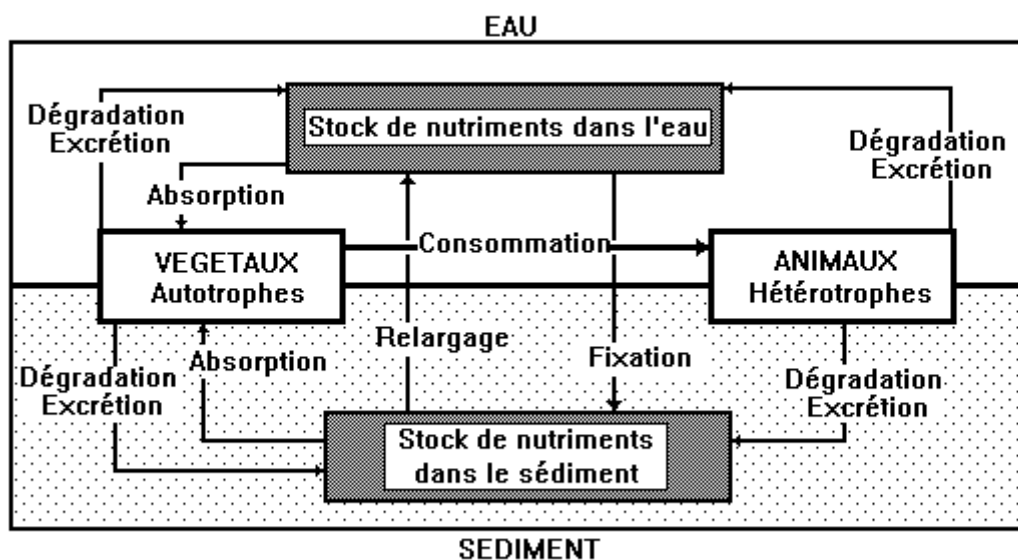 EAU
Stock de nutriments dans l'eau
Dégradation
Excrétion
Dégradation
Excrétion
Absorption
Consommation
VEGETAUX
Autotrophes
ANIMAUX
Hétérotrophes
Relargage
Absorption
Fixation
Dégradation
Excrétion
Dégradation
Excrétion
Stock de nutriments
dans le sédiment
SEDIMENT